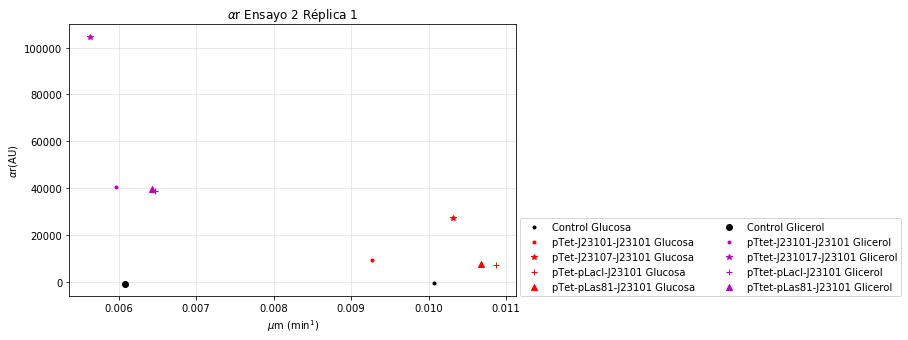 αr Ensayo 2 Réplica 1
100000
80000
60000
40000
20000
0
αr(AU)
0.006
0.007
0.008
0.009
0.010
0.011
μm (min¹)
Control Glucosa
pTet-J23101-J23101 Glucosa
pTet-J23107-J23101 Glucosa
pTet-pLacI-J23101 Glucosa
pTet-pLas81-J23101 Glucosa
Control Glicerol
pTtet-J23101-J23101 Glicerol
pTtet-J231017-J23101 Glicerol
pTtet-pLacI-J23101 Glicerol
pTtet-pLas81-J23101 Glicerol